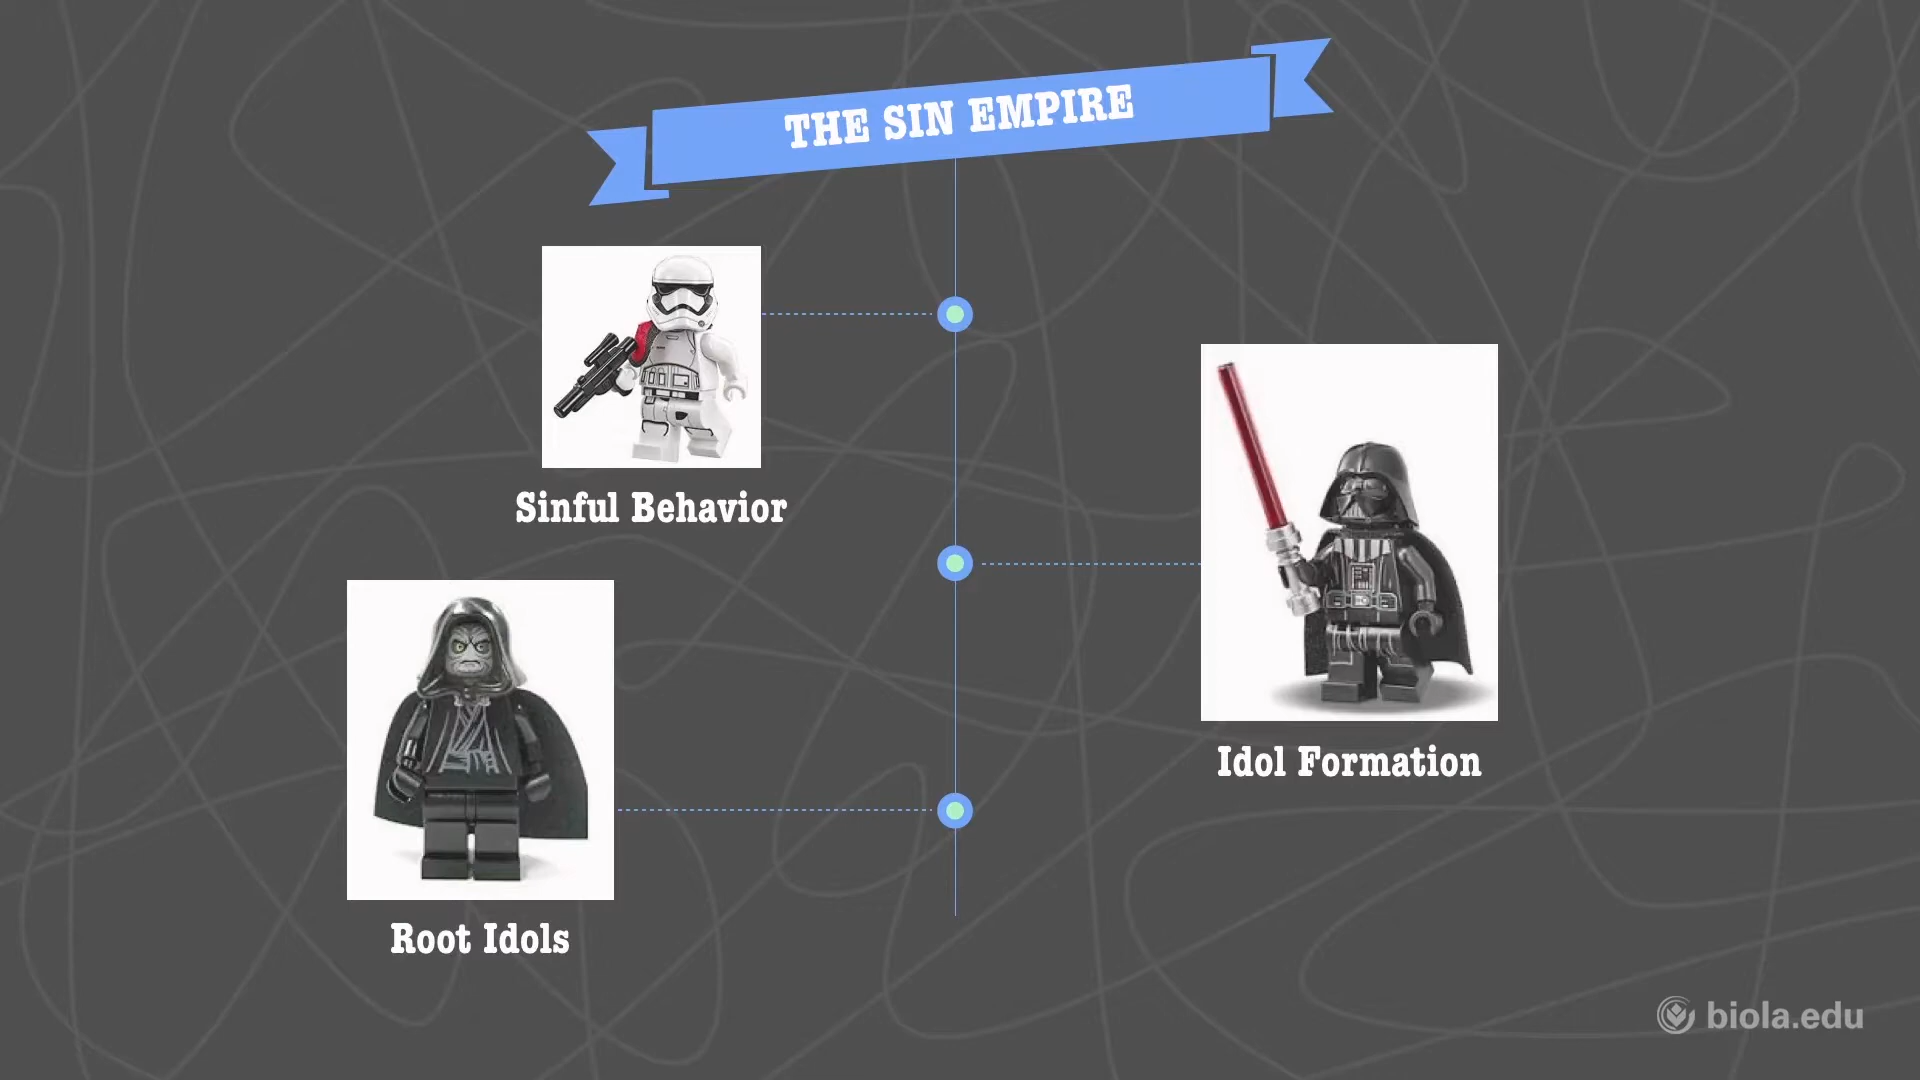 THE SIN EMPIRE
Sinful Behavior
Idol Formation
Root Idols
biola.edu